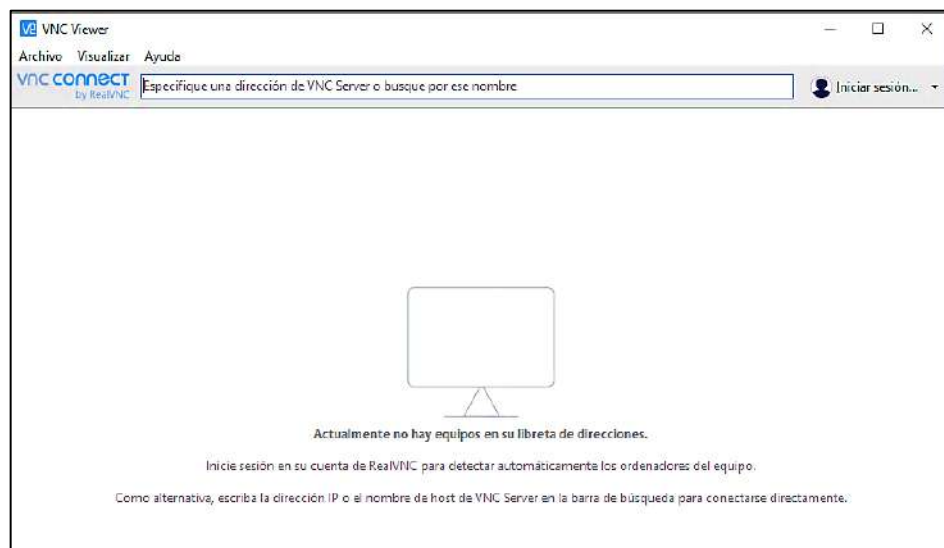 VNC Viewer
Archivo Visualizar Ayuda
vnc connect
by RealVNC
Especifique una dirección de VNC Server o busque por ese nombre
Iniciar sesión...
Actualmente no hay equipos en su libreta de direcciones.
Inicie sesión en su cuenta de RealVNC para detectar automáticamente los ordenadores del equipo.
Como alternativa, escriba la dirección IP o el nombre de host de VNC Server en la barra de búsqueda para conectarse directamente.